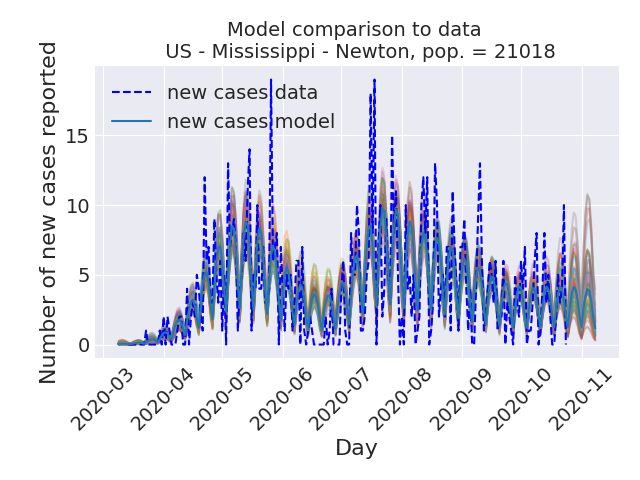 Model comparison to data
US - Mississippi - Newton, pop. = 21018
Number of new cases reported
new cases data
new cases model
15
10
5
0
2020-03
2020-04
2020-05
2020-06
2020-07
2020-08
2020-09
2020-10
2020-11
Day